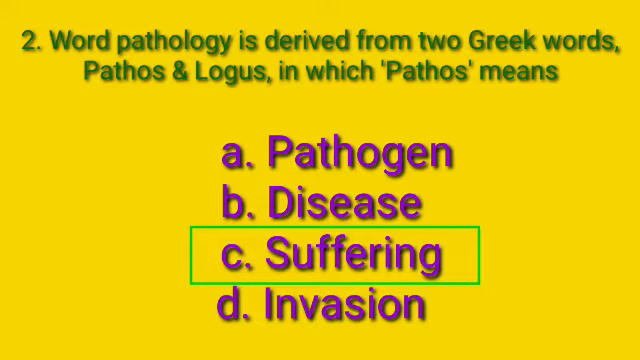 2. Word pathology is derived from two Greek words,
Pathos & Logus, in which 'Pathos' means
a. Pathogen
b. Disease
c. Suffering
d. Invasion